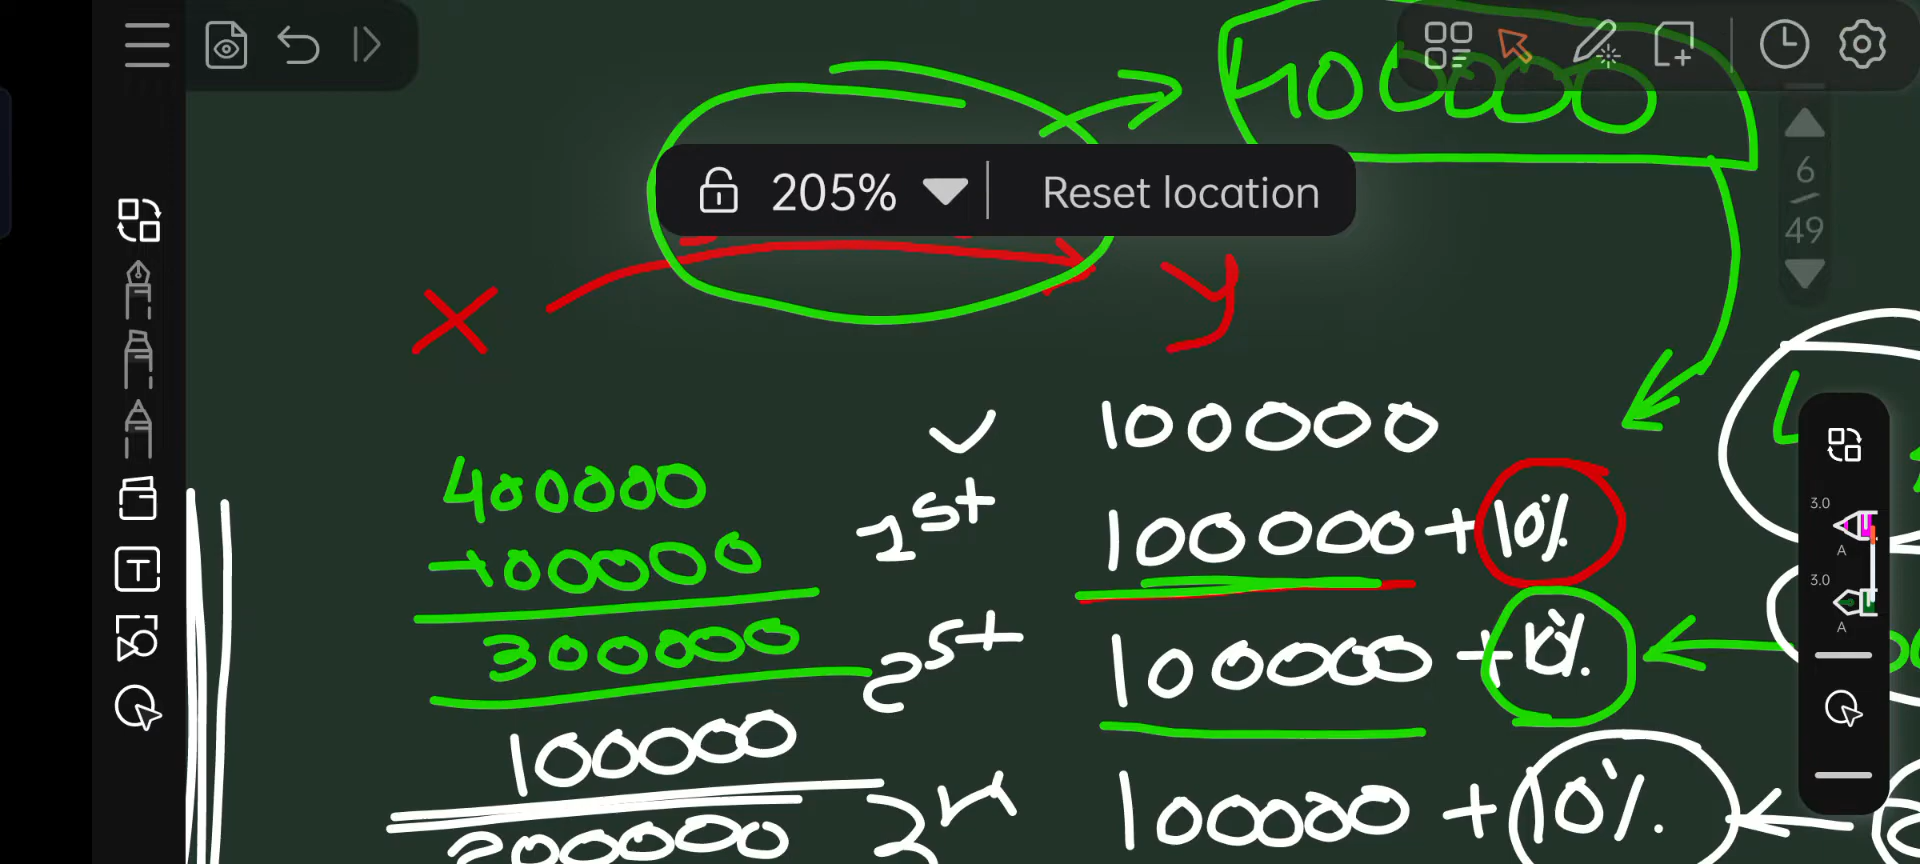 400000
205% Reset location
6
49
X y
100000
400000 1st 100000 + 10%
100000
300000 2st 100000 + 10%
100000
200000 3r 100000 + 10%
3.0
A
3.0
A
T